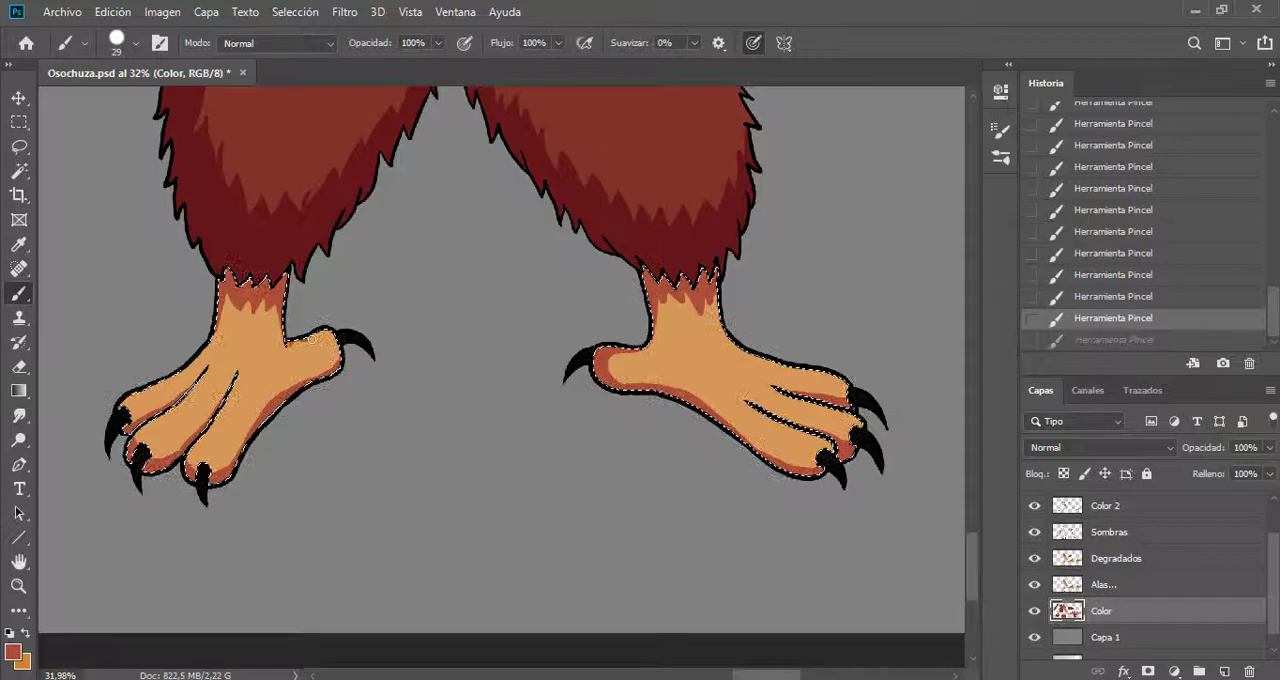 Ps Archivo Edición Imagen Capa Texto Selección Filtro 3D Vista Ventana Ayuda
29 Modo: Normal Opacidad: 100% Flujo: 100% Suavizar: 0%
Osochuza.psd al 32% (Color, RGB/8) *
Historia
Herramienta Pincel
Herramienta Pincel
Herramienta Pincel
Herramienta Pincel
Herramienta Pincel
Herramienta Pincel
Herramienta Pincel
Herramienta Pincel
Herramienta Pincel
Herramienta Pincel
Herramienta Pincel
Herramienta Pincel
Capas Canales Trazados
Tipo
Normal Opacidad: 100%
Bloq.: Relleno: 100%
Color 2
Sombras
Degradados
Alas...
Color
Capa 1
31,98% Doc: 822,5 MB/2,22 G